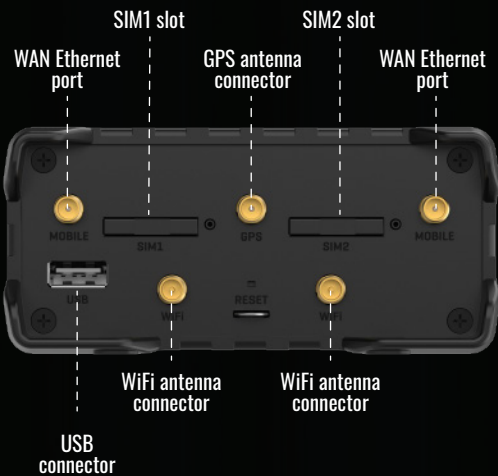 SIM1 slot
SIM2 slot
WAN Ethernet
port
GPS antenna
connector
WAN Ethernet
port
MOBILE
SIM1
GPS
SIM2
MOBILE
USB
WiFi
RESET
WiFi
WiFi antenna
connector
WiFi antenna
connector
USB
connector